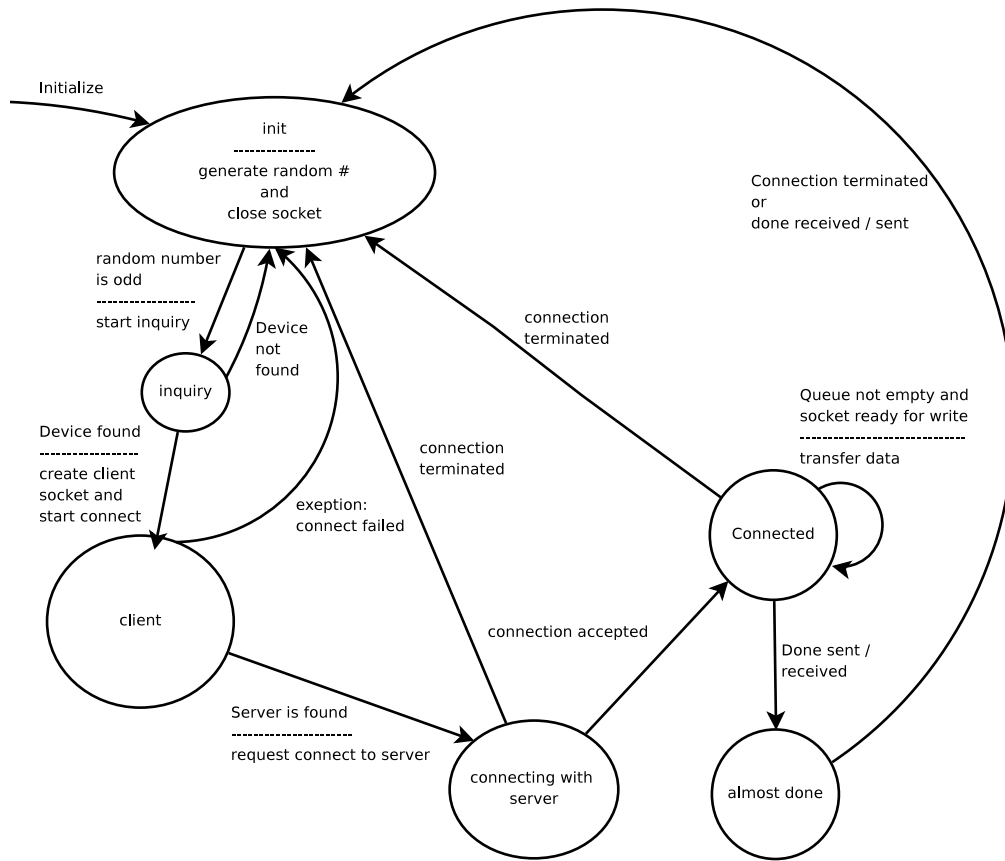 Initialize
init
--------------
generate random #
and
close socket
Connection terminated
or
done received / sent
random number
is odd
-------------------
start inquiry
Device
not
found
connection
terminated
inquiry
Queue not empty and
socket ready for write
------------------------------
transfer data
Device found
------------------
create client
socket and
start connect
connection
terminated
exeption:
connect failed
Connected
client
connection accepted
Done sent /
received
Server is found
----------------------
request connect to server
connecting with
server
almost done